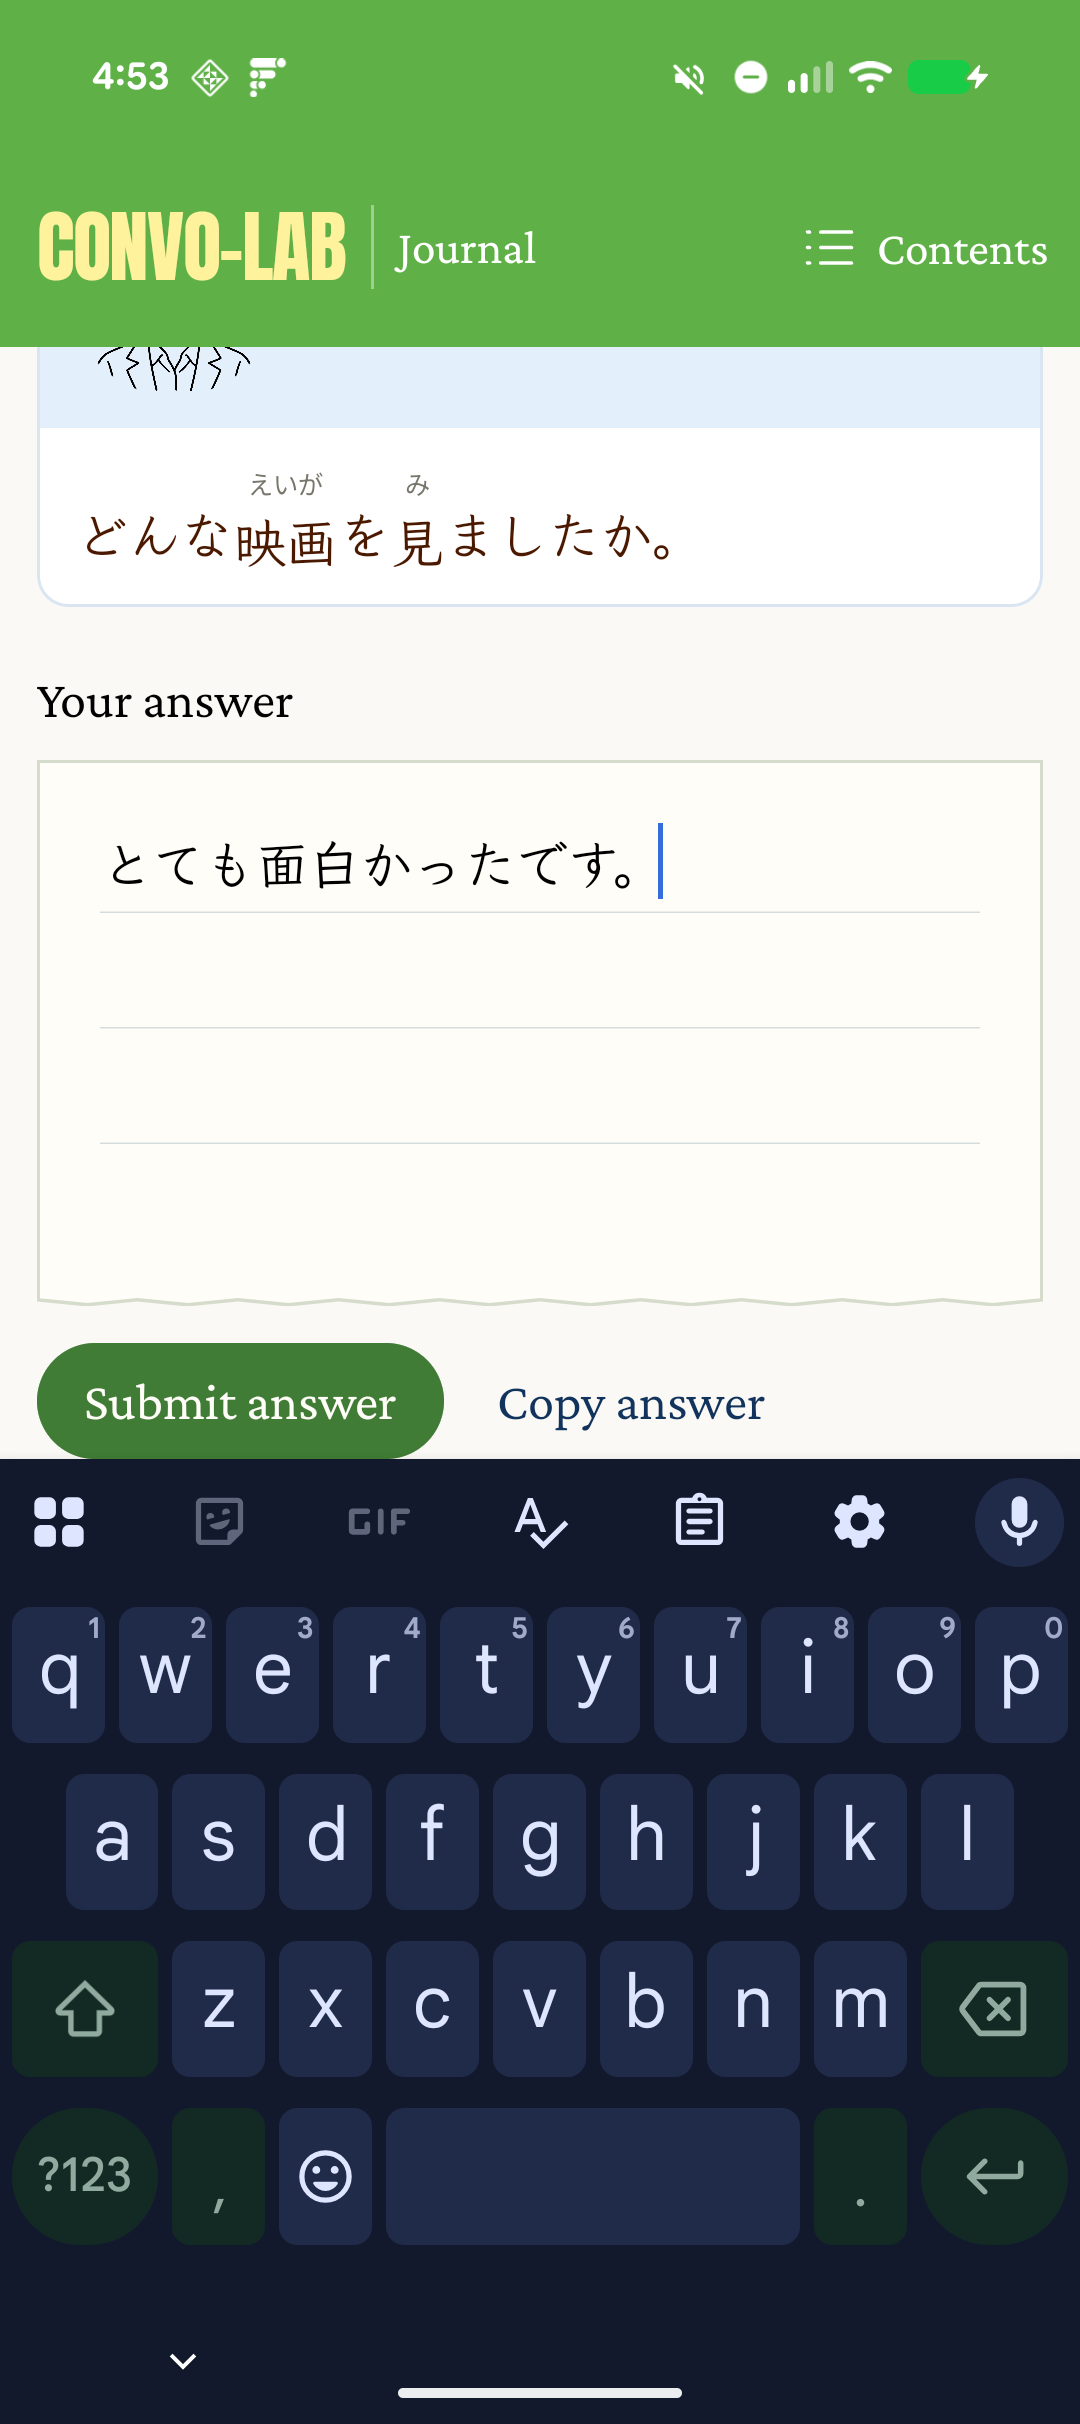 4:53
CONVO-LAB
Journal
Contents
えいが み
どんな映画を見ましたか。
Your answer
とても面白かったです。
Submit answer
Copy answer
GIF
1 2 3 4 5 6 7 8 9 0
q w e r t y u i o p
a s d f g h j k l
z x c v b n m
?123 , .